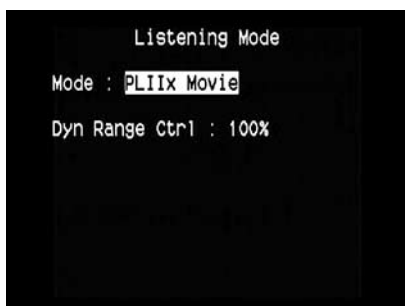 Listening Mode
Mode : PLIIx Movie
Dyn Range Ctrl : 100%